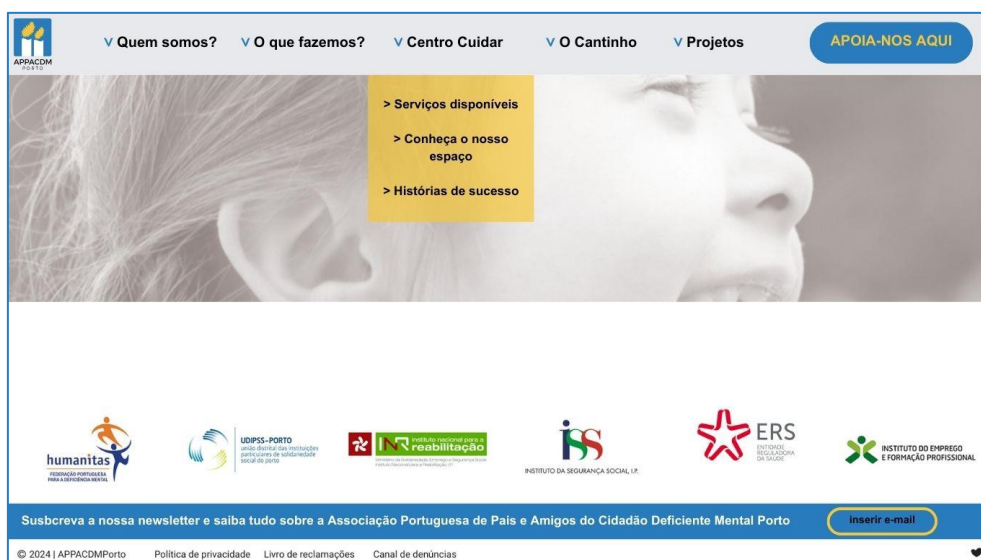 APPACDM
PORTO
v Quem somos?
v O que fazemos?
v Centro Cuidar
v O Cantinho
v Projetos
APOIA-NOS AQUI
> Serviços disponíveis
> Conheça o nosso
espaço
> Histórias de sucesso
humanitas
FEDERAÇÃO PORTUGUESA
PARA A DEFICIÊNCIA MENTAL
UDIPSS-PORTO
união distrital das instituições
particulares de solidariedade
social do porto
INR instituto nacional para a
reabilitação
iss
INSTITUTO DA SEGURANÇA SOCIAL, I.P.
ERS
ENTIDADE
REGULADORA
DA SAÚDE
INSTITUTO DO EMPREGO
E FORMAÇÃO PROFISSIONAL
Susbcreva a nossa newsletter e saiba tudo sobre a Associação Portuguesa de Pais e Amigos do Cidadão Deficiente Mental Porto
inserir e-mail
© 2024 | APPACDMPorto
Política de privacidade
Livro de reclamações
Canal de denúncias